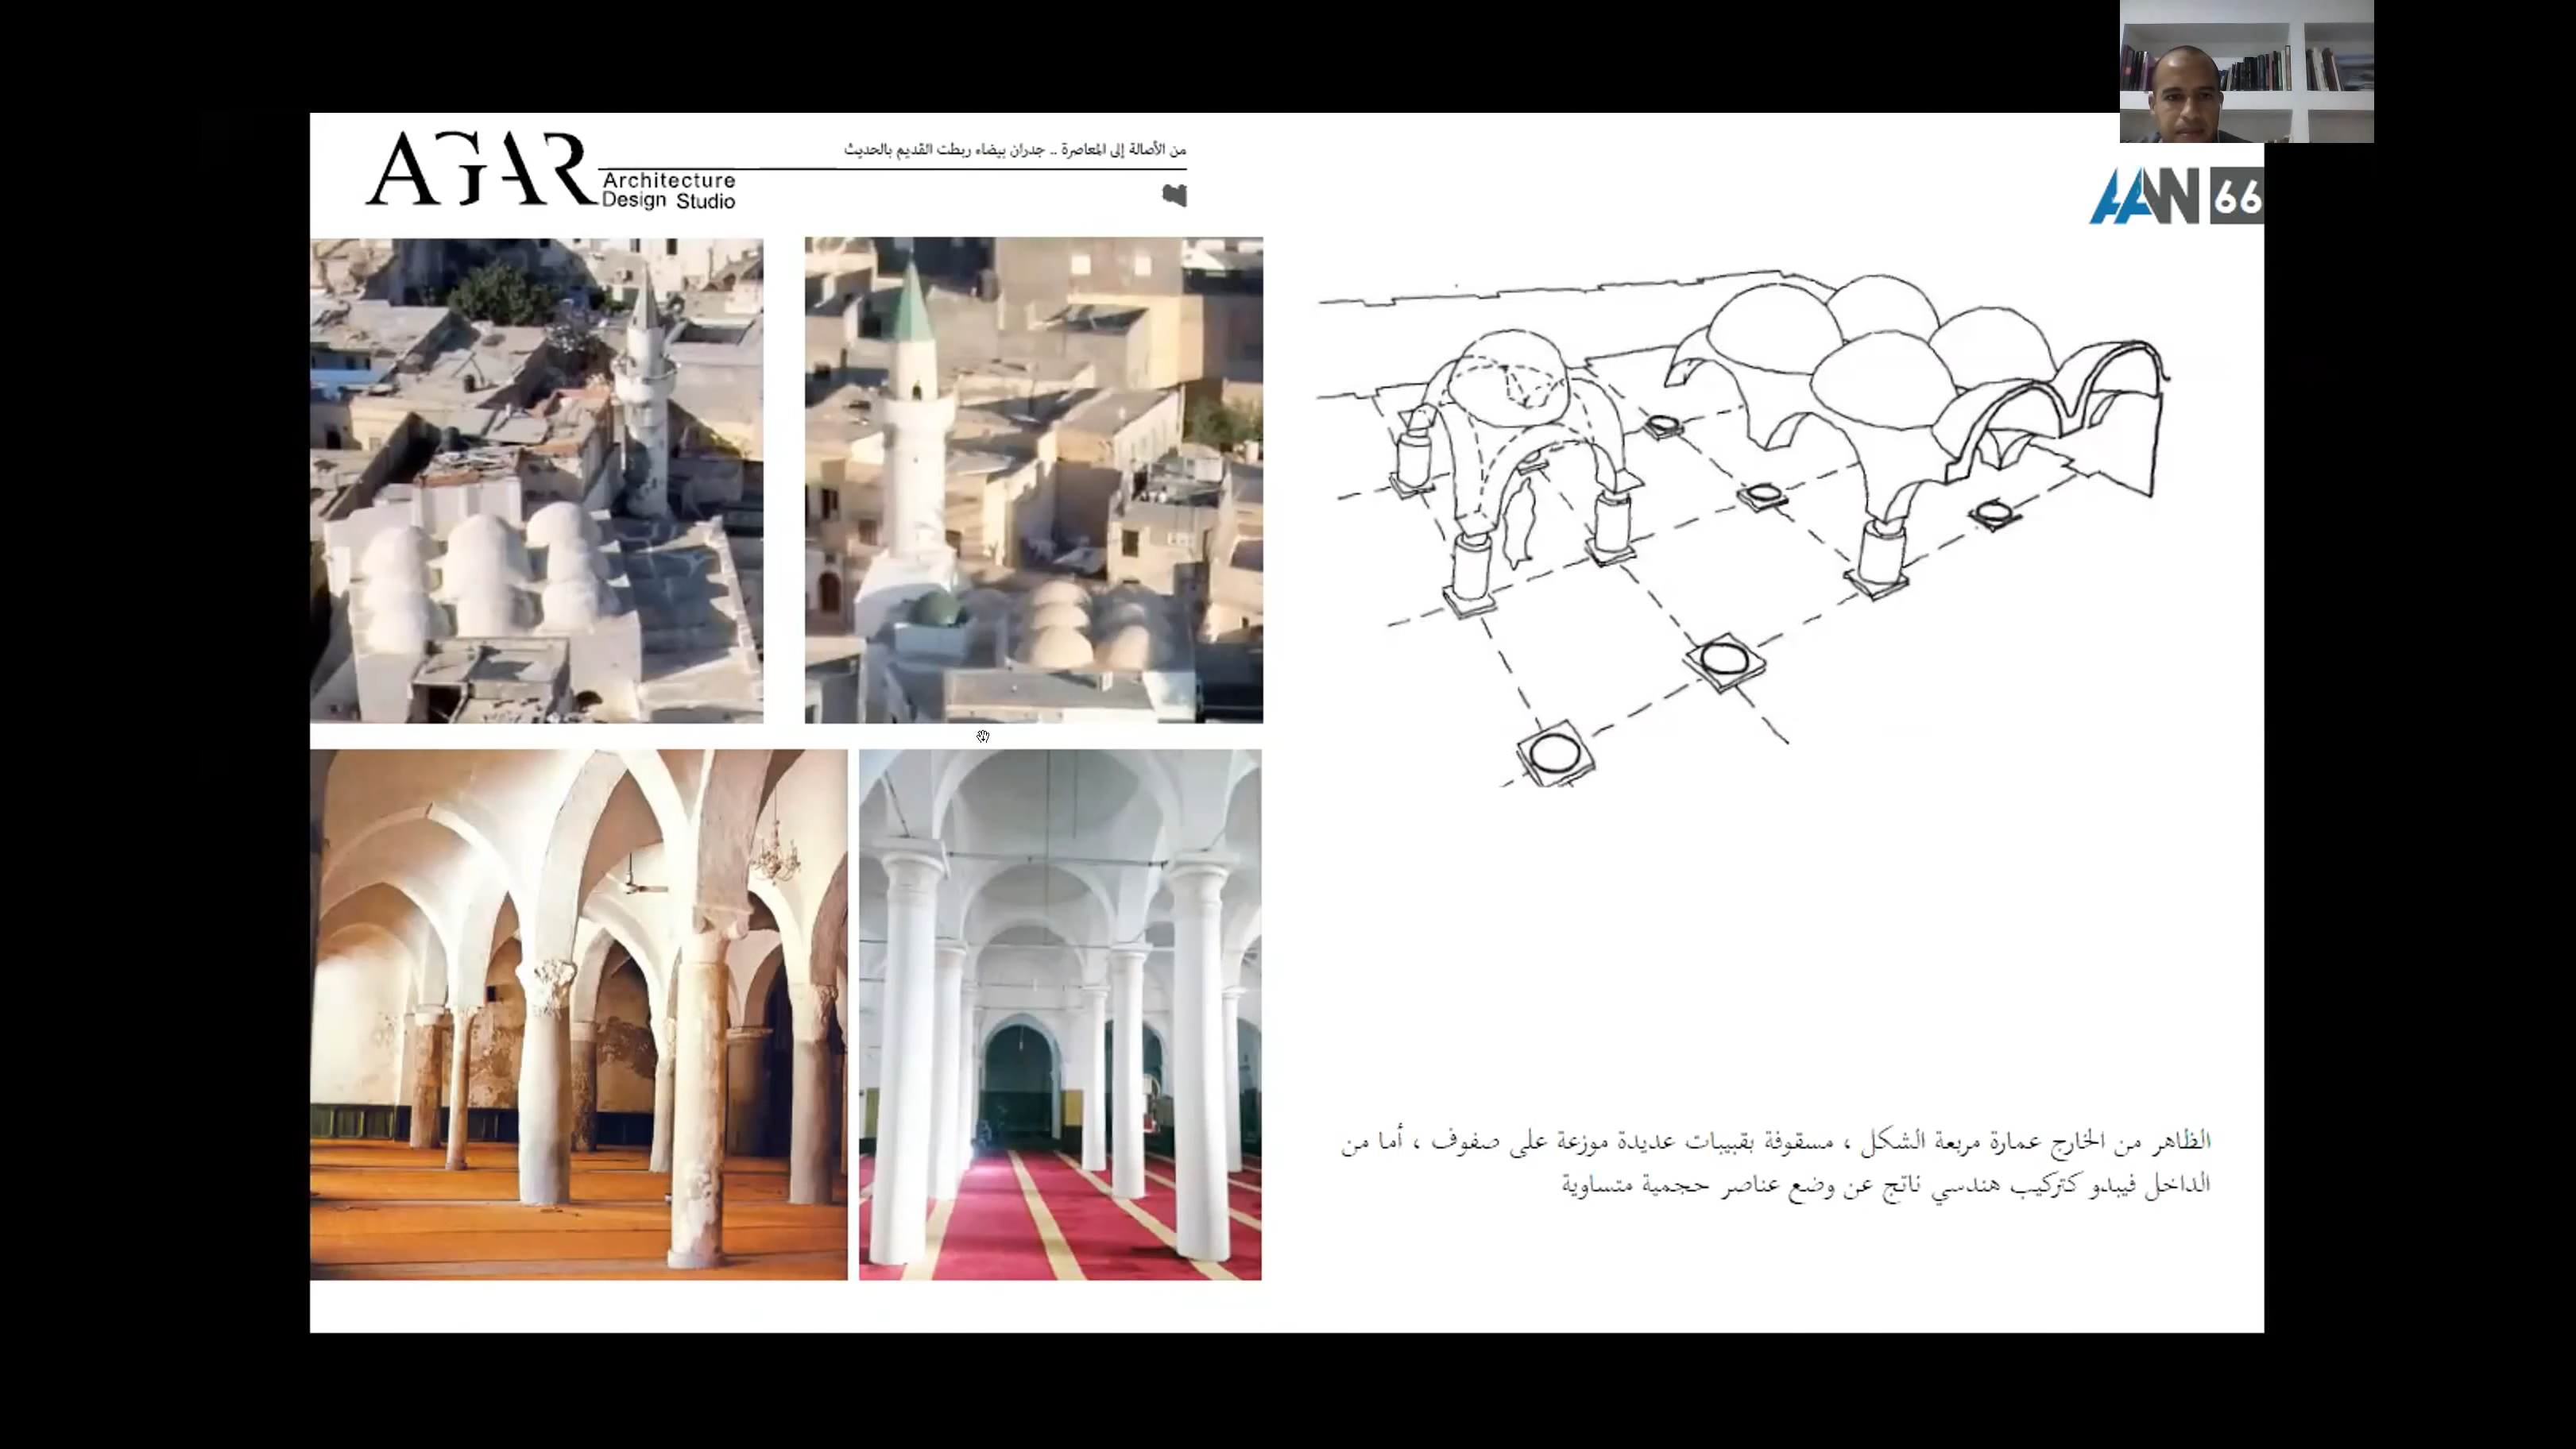 AGAR
Architecture
Design Studio
من الأصالة إلى المعاصرة .. جدران بيضاء ربطت القديم بالحديث
AAN 66
الظاهر من الخارج عمارة مربعة الشكل ، مسقوفة بقبيبات عديدة موزعة على صفوف ، أما من
الداخل فيبدو كتركيب هندسي ناتج عن وضع عناصر حجمية متساوية